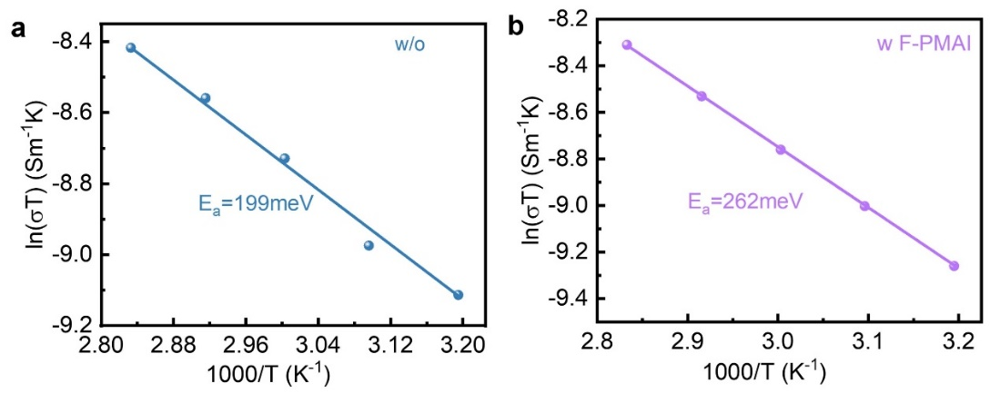 a
w/o
-8.4
-8.6
-8.8
-9.0
-9.2
ln(σT) (Sm⁻¹K)
Eₐ=199meV
2.80 2.88 2.96 3.04 3.12 3.20
1000/T (K⁻¹)
b
w F-PMAI
-8.2
-8.4
-8.6
-8.8
-9.0
-9.2
-9.4
ln(σT) (Sm⁻¹K)
Eₐ=262meV
2.8 2.9 3.0 3.1 3.2
1000/T (K⁻¹)